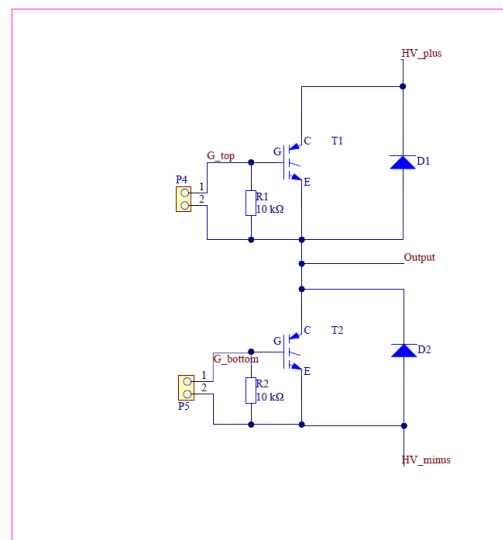 HV_plus
C
T1
G
G_top
D1
E
P4
1
2
R1
10 kΩ
Output
C
T2
G
D2
G_bottom
E
1
2
R2
10 kΩ
P5
HV_minus